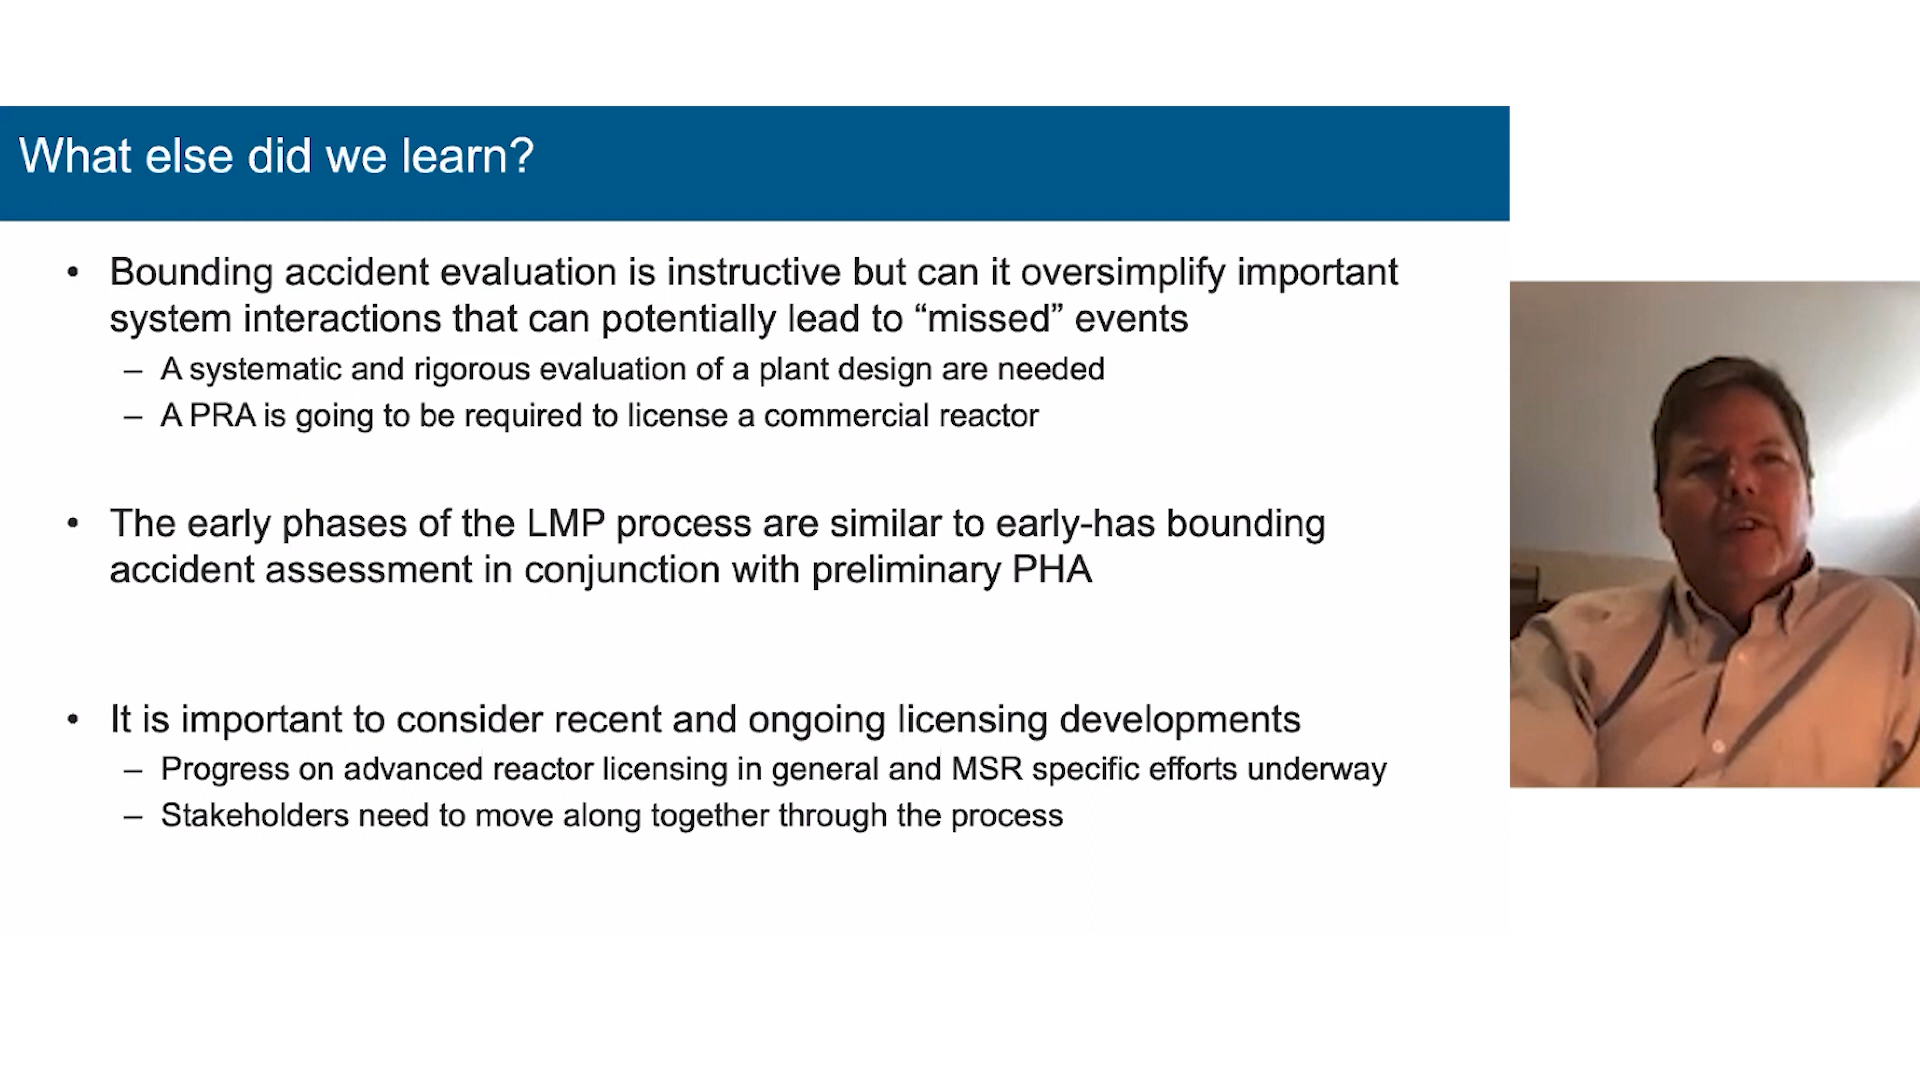 What else did we learn?
• Bounding accident evaluation is instructive but can it oversimplify important
system interactions that can potentially lead to “missed” events
– A systematic and rigorous evaluation of a plant design are needed
– A PRA is going to be required to license a commercial reactor
• The early phases of the LMP process are similar to early-has bounding
accident assessment in conjunction with preliminary PHA
• It is important to consider recent and ongoing licensing developments
– Progress on advanced reactor licensing in general and MSR specific efforts underway
– Stakeholders need to move along together through the process